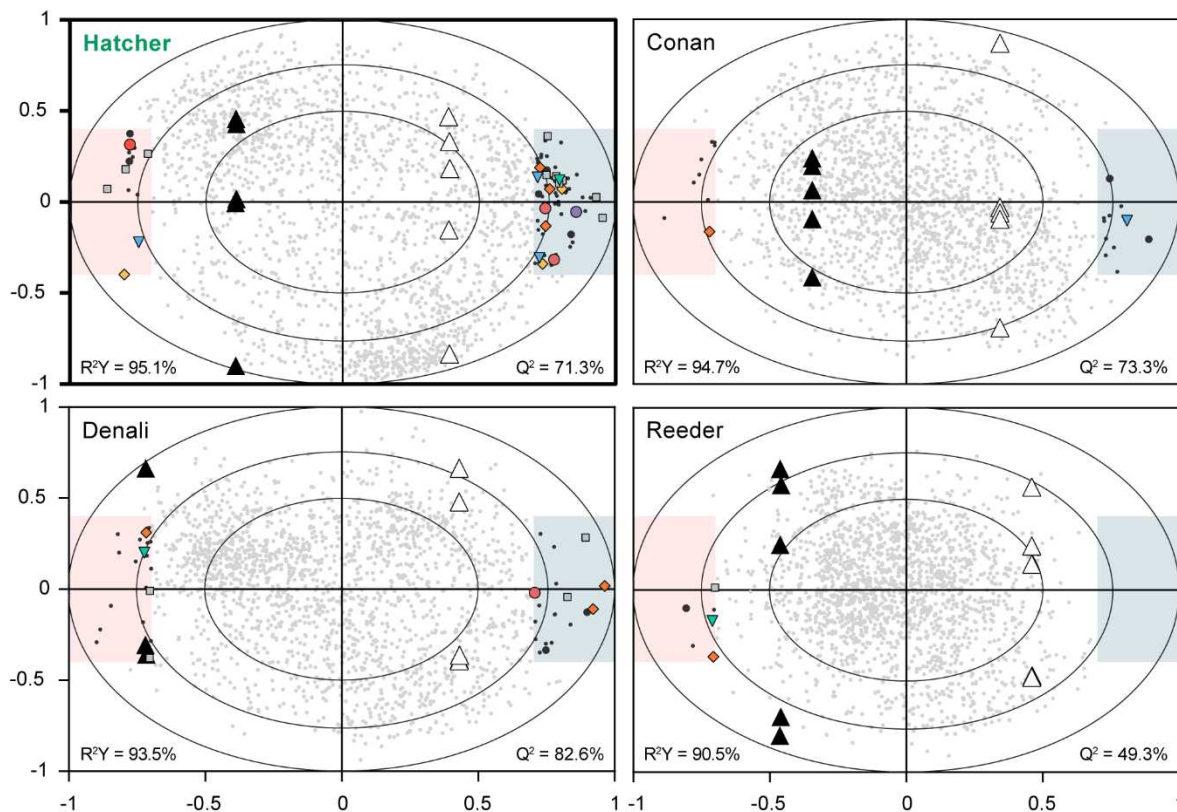 1
Hatcher
Conan
0.5
0
-0.5
R²Y = 95.1%
Q² = 71.3%
R²Y = 94.7%
Q² = 73.3%
-1
1
Denali
Reeder
0.5
0
-0.5
R²Y = 93.5%
Q² = 82.6%
R²Y = 90.5%
Q² = 49.3%
-1
-1 -0.5 0 0.5 1 -0.5 0 0.5 1